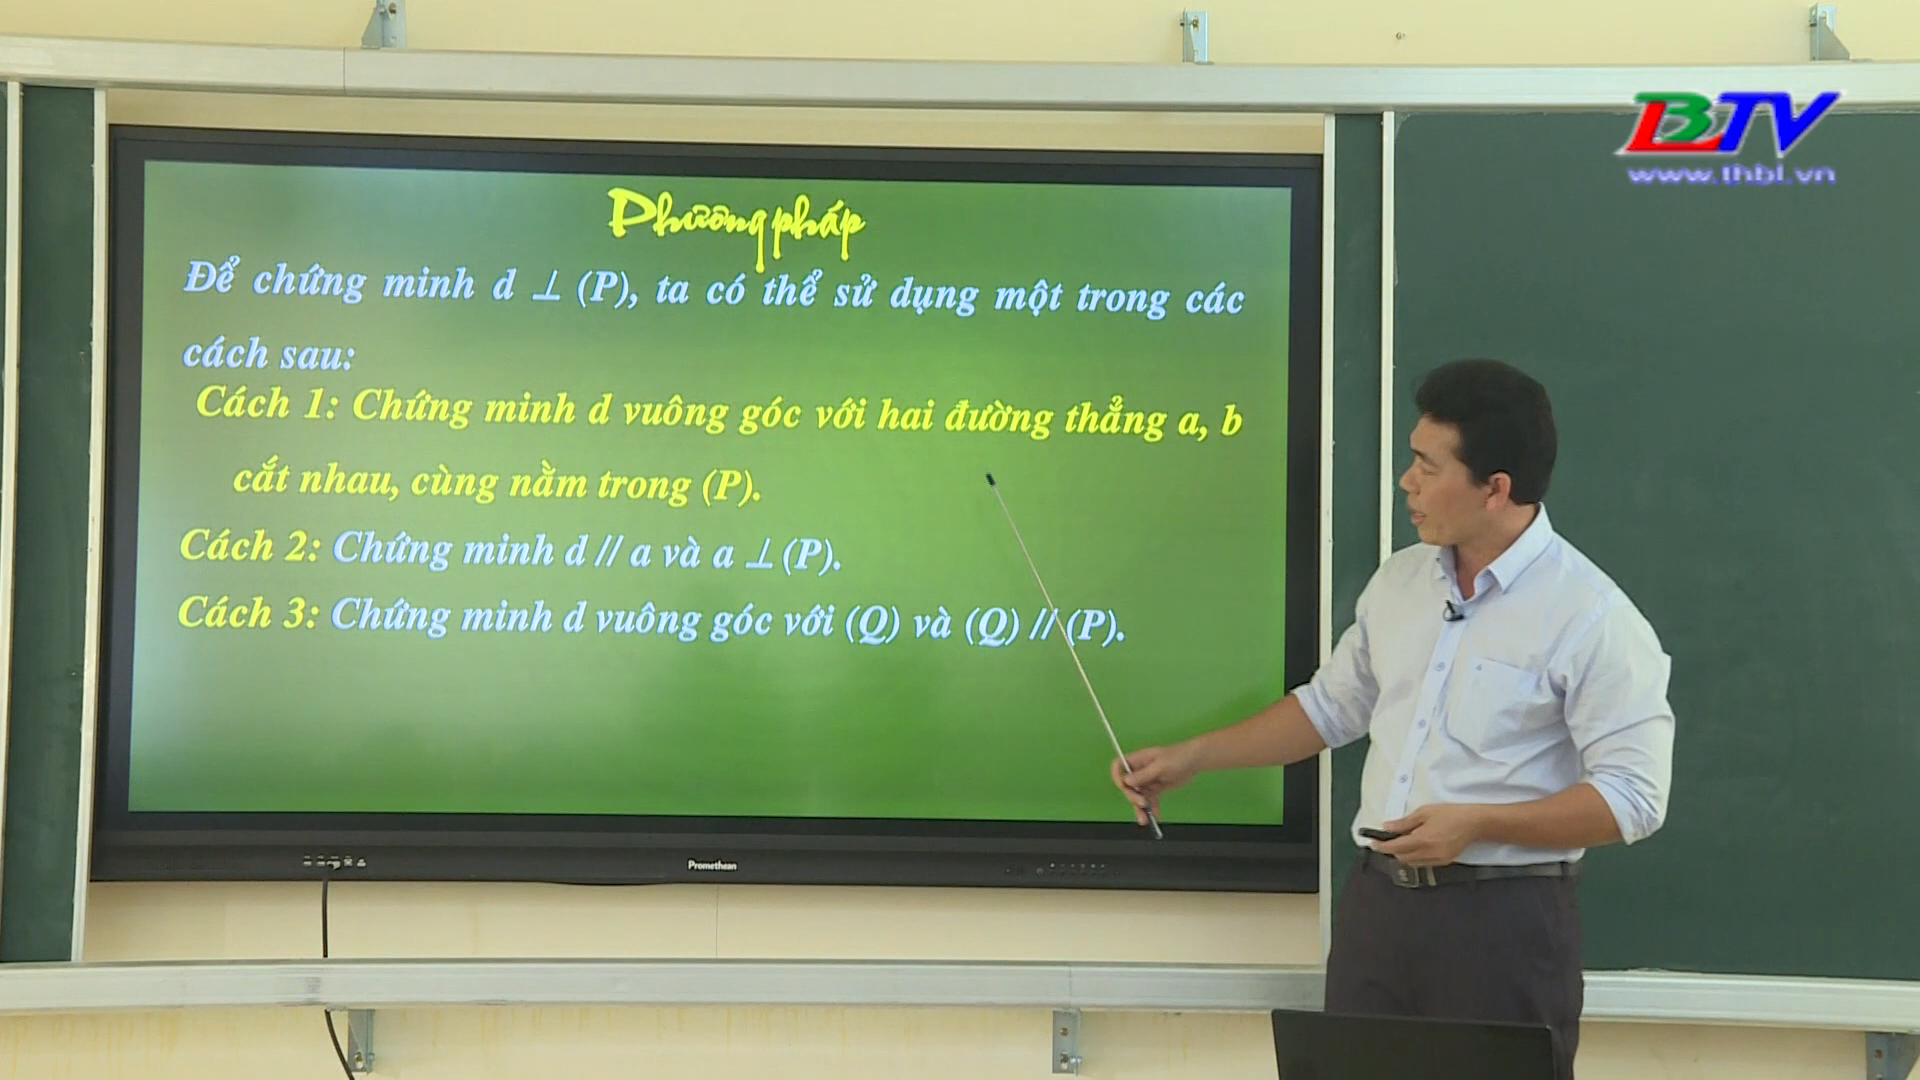 BTV
www.thbl.vn
Phương pháp
Để chứng minh d ⊥ (P), ta có thể sử dụng một trong các
cách sau:
Cách 1: Chứng minh d vuông góc với hai đường thẳng a, b
cắt nhau, cùng nằm trong (P).
Cách 2: Chứng minh d // a và a ⊥ (P).
Cách 3: Chứng minh d vuông góc với (Q) và (Q) // (P).
Promethean